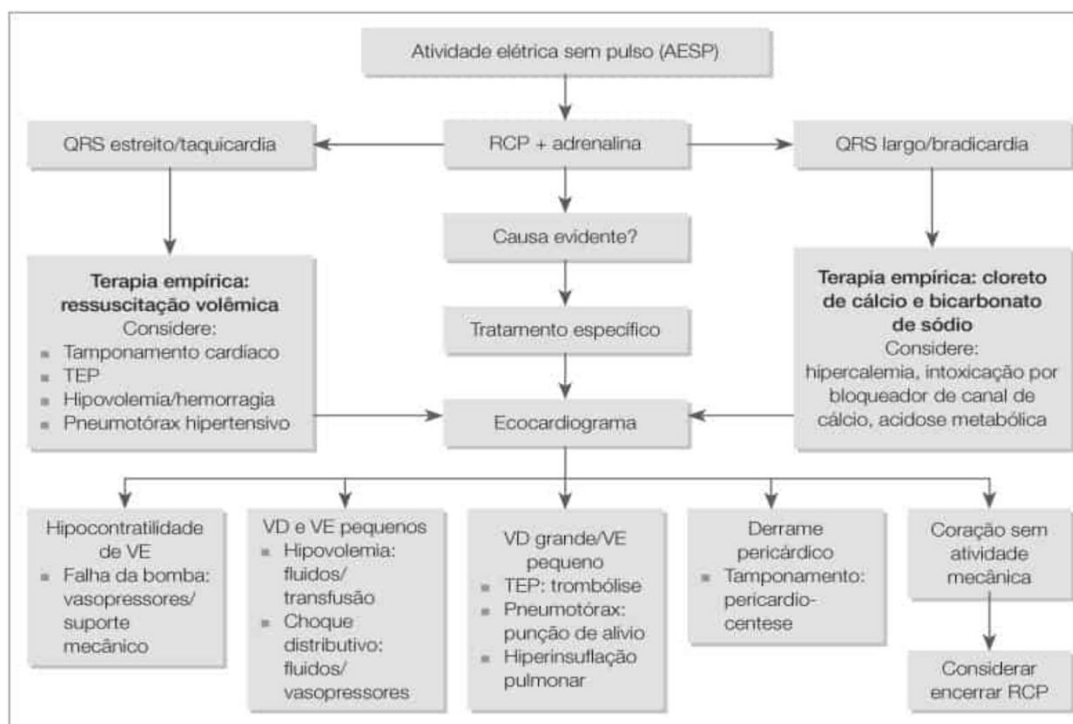 Atividade elétrica sem pulso (AESP)
QRS estreito/taquicardia
RCP + adrenalina
QRS largo/bradicardia
Causa evidente?
Terapia empírica:
ressuscitação volêmica
Considere:
Tamponamento cardíaco
TEP
Hipovolemia/hemorragia
Pneumotórax hipertensivo
Tratamento específico
Terapia empírica: cloreto
de cálcio e bicarbonato
de sódio
Considere:
hipercalemia, intoxicação por
bloqueador de canal de
cálcio, acidose metabólica
Ecocardiograma
Hipocontratilidade
de VE
Falha da bomba:
vasopressores/
suporte
mecânico
VD e VE pequenos
Hipovolemia:
fluidos/
transfusão
Choque
distributivo:
fluidos/
vasopressores
VD grande/VE
pequeno
TEP: trombólise
Pneumotórax:
punção de alívio
Hiperinsuflação
pulmonar
Derrame
pericárdico
Tamponamento:
pericardio-
centese
Coração sem
atividade
mecânica
Considerar
encerrar RCP